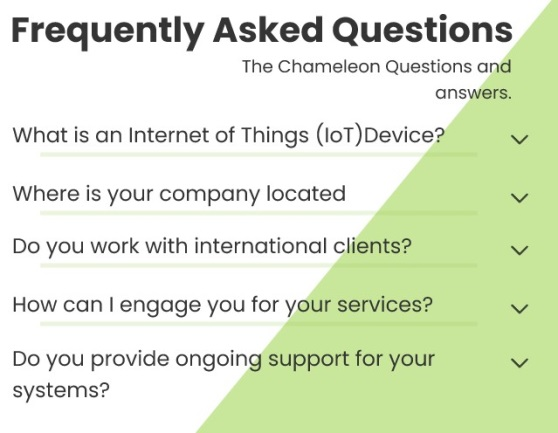 Frequently Asked Questions
The Chameleon Questions and
answers.
What is an Internet of Things (IoT)Device?
Where is your company located
Do you work with international clients?
How can I engage you for your services?
Do you provide ongoing support for your
systems?